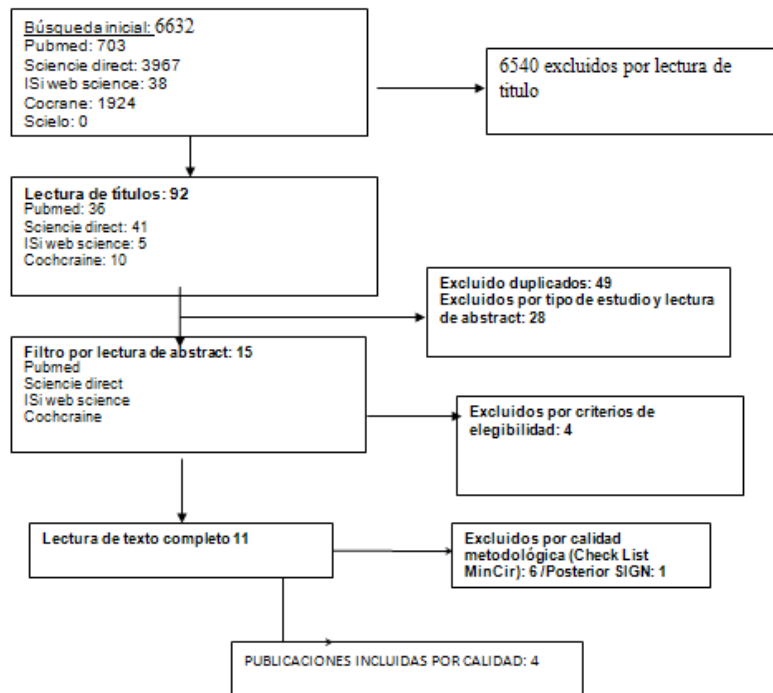 Búsqueda inicial: 6632
Pubmed: 703
Sciencie direct: 3967
ISi web science: 38
Cocrane: 1924
Scielo: 0
6540 excluidos por lectura de
titulo
Lectura de títulos: 92
Pubmed: 36
Sciencie direct: 41
ISi web science: 5
Cochcraine: 10
Excluido duplicados: 49
Excluidos por tipo de estudio y lectura
de abstract: 28
Filtro por lectura de abstract: 15
Pubmed
Sciencie direct
ISi web science
Cochcraine
Excluidos por criterios de
elegibilidad: 4
Lectura de texto completo 11
Excluidos por calidad
metodológica (Check List
MinCir): 6 /Posterior SIGN: 1
PUBLICACIONES INCLUIDAS POR CALIDAD: 4